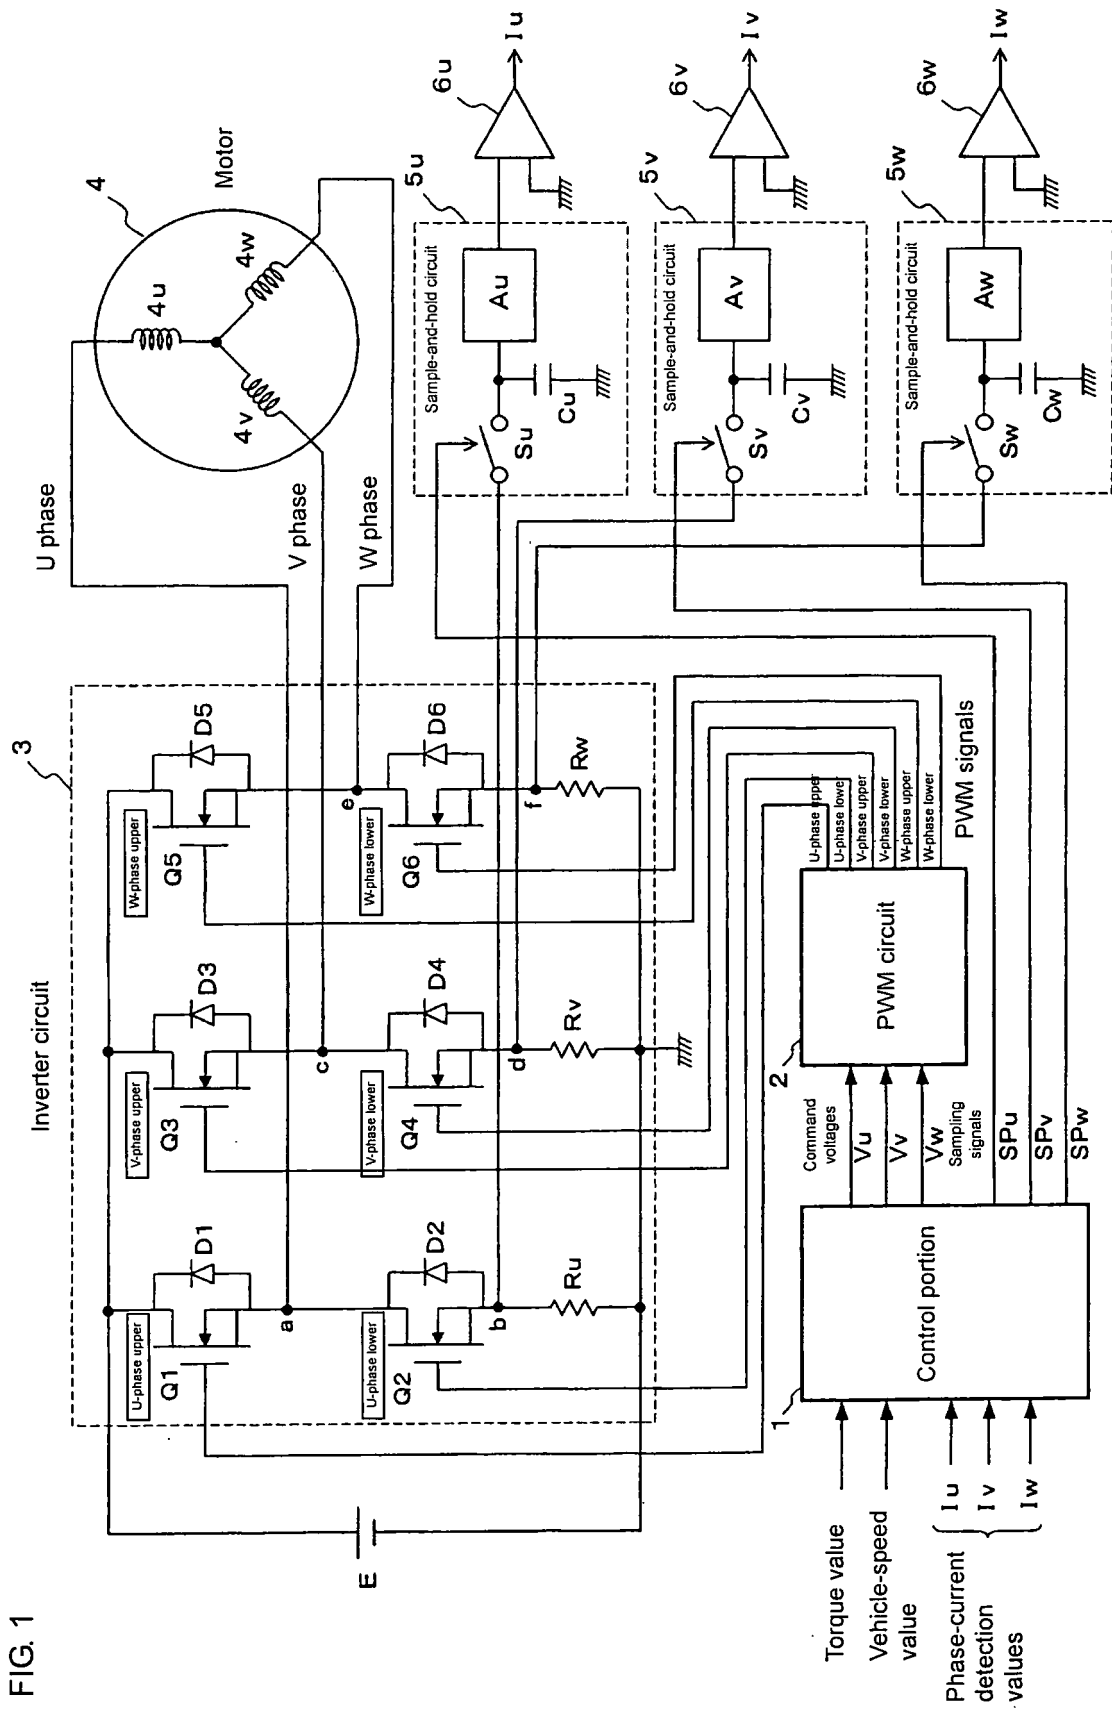 FIG. 1
Inverter circuit
3
U phase
V phase
W phase
4
Motor
4u
4v
4w
E
U-phase upper
Q1
D1
V-phase upper
Q3
D3
W-phase upper
Q5
D5
a
c
e
U-phase lower
Q2
D2
V-phase lower
Q4
D4
W-phase lower
Q6
D6
b
d
f
Ru
Rv
Rw
5u
Sample-and-hold circuit
Su
Cu
Au
6u
Iu
5v
Sample-and-hold circuit
Sv
Cv
Av
6v
Iv
5w
Sample-and-hold circuit
Sw
Cw
Aw
6w
Iw
Torque value
Vehicle-speed
value
Phase-current
detection
values
Iu
Iv
Iw
1
Control portion
Command
voltages
Vu
Vv
Vw
Sampling
signals
SPu
SPv
SPw
2
PWM circuit
U-phase upper
U-phase lower
V-phase upper
V-phase lower
W-phase upper
W-phase lower
PWM signals